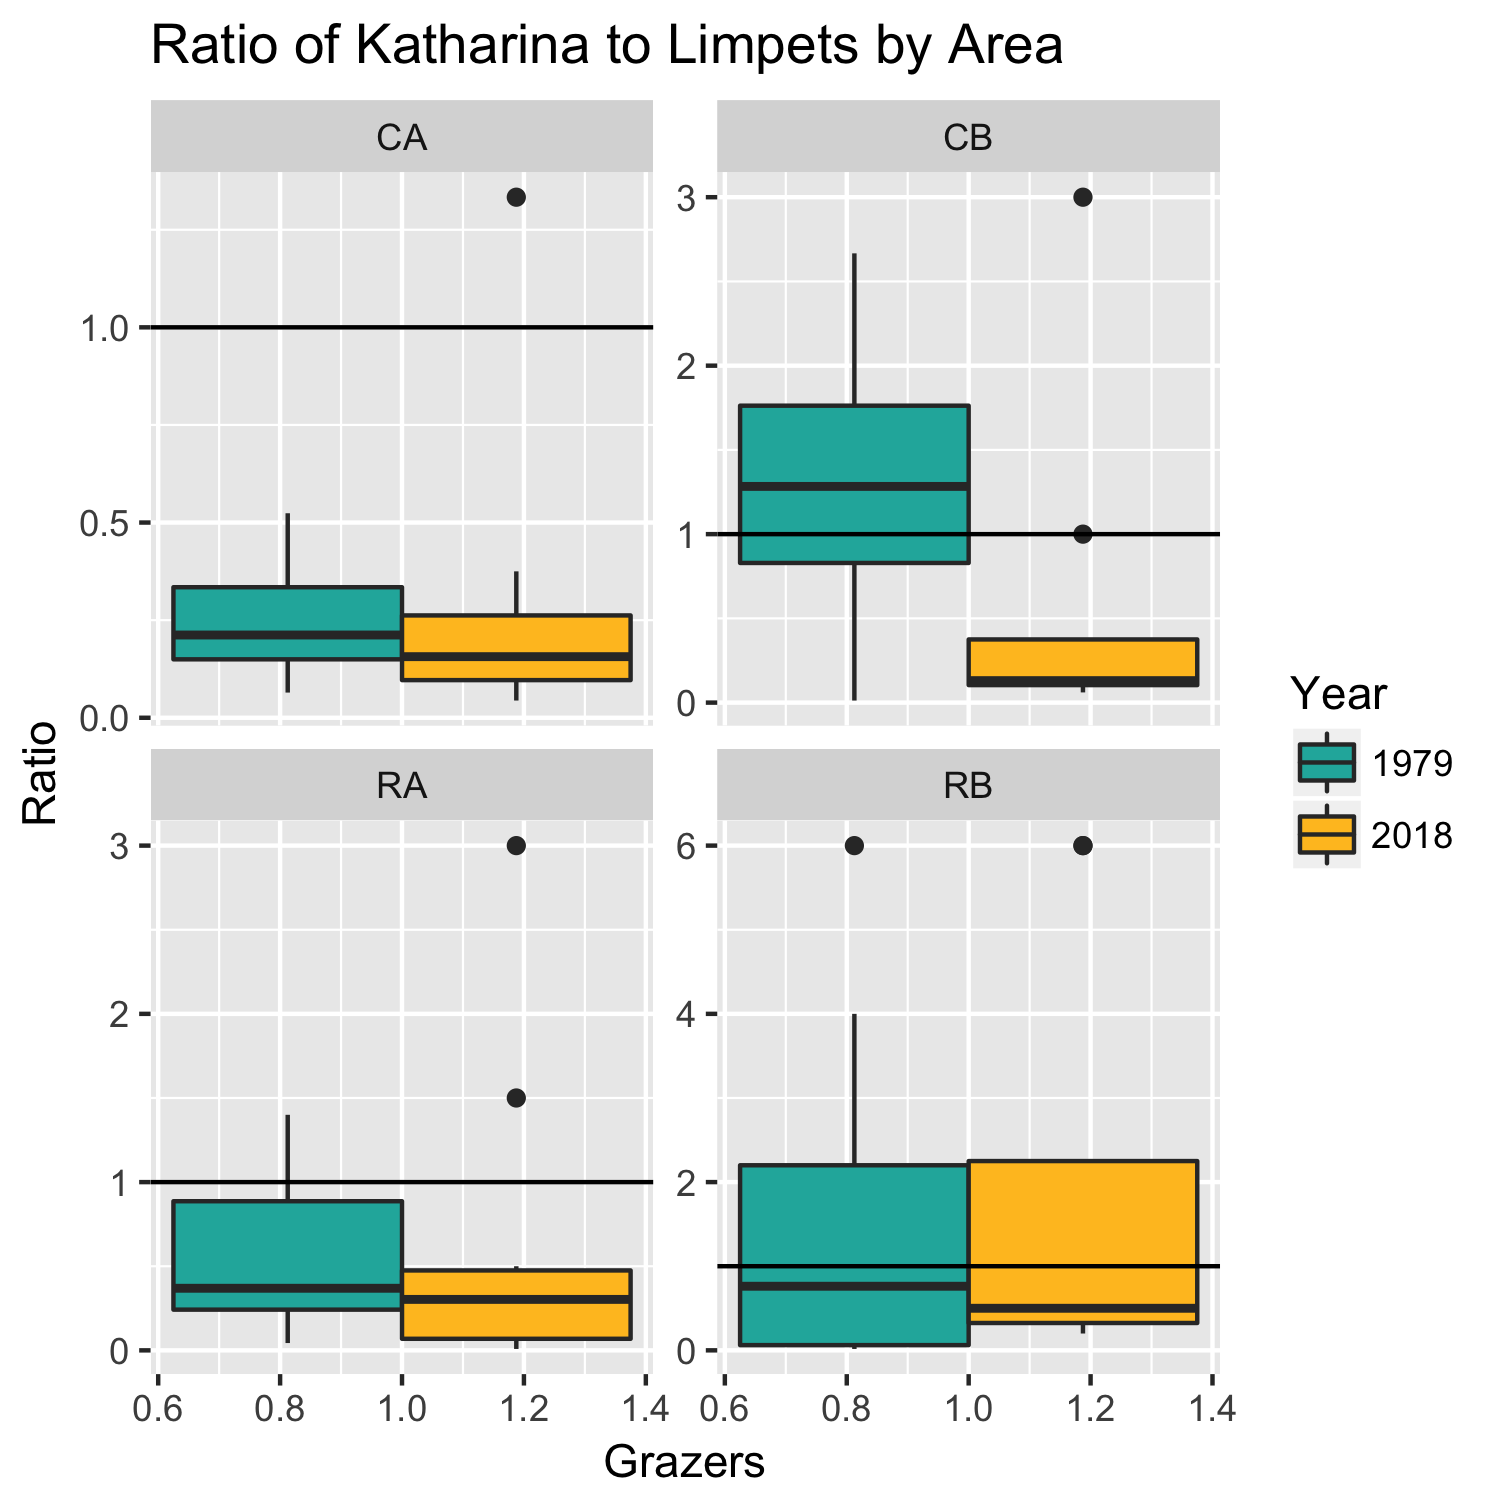 Ratio of Katharina to Limpets by Area
CA
CB
1.0
0.5
0.0
3
2
1
0
Ratio
RA
RB
3
2
1
0
6
4
2
0
0.6 0.8 1.0 1.2 1.4
0.6 0.8 1.0 1.2 1.4
Grazers
Year
1979
2018